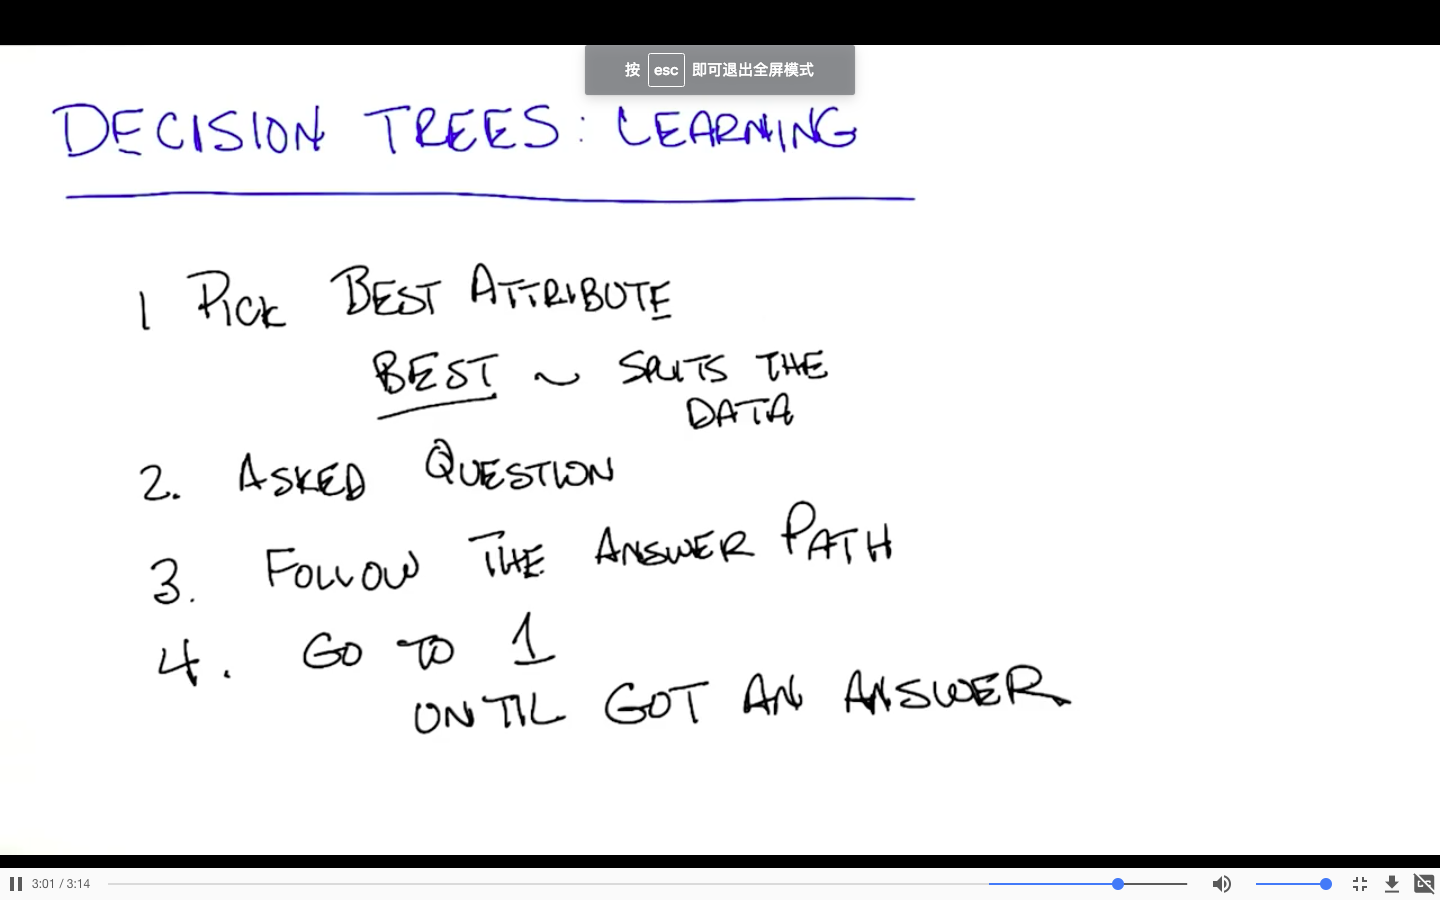 按 esc 即可退出全屏模式
DECISION TREES: LEARNING
1 PICK BEST ATTRIBUTE
BEST ~ SPLITS THE
DATA
2. ASKED QUESTION
3. FOLLOW THE ANSWER PATH
4. GO TO 1
UNTIL GOT AN ANSWER
3:01 / 3:14